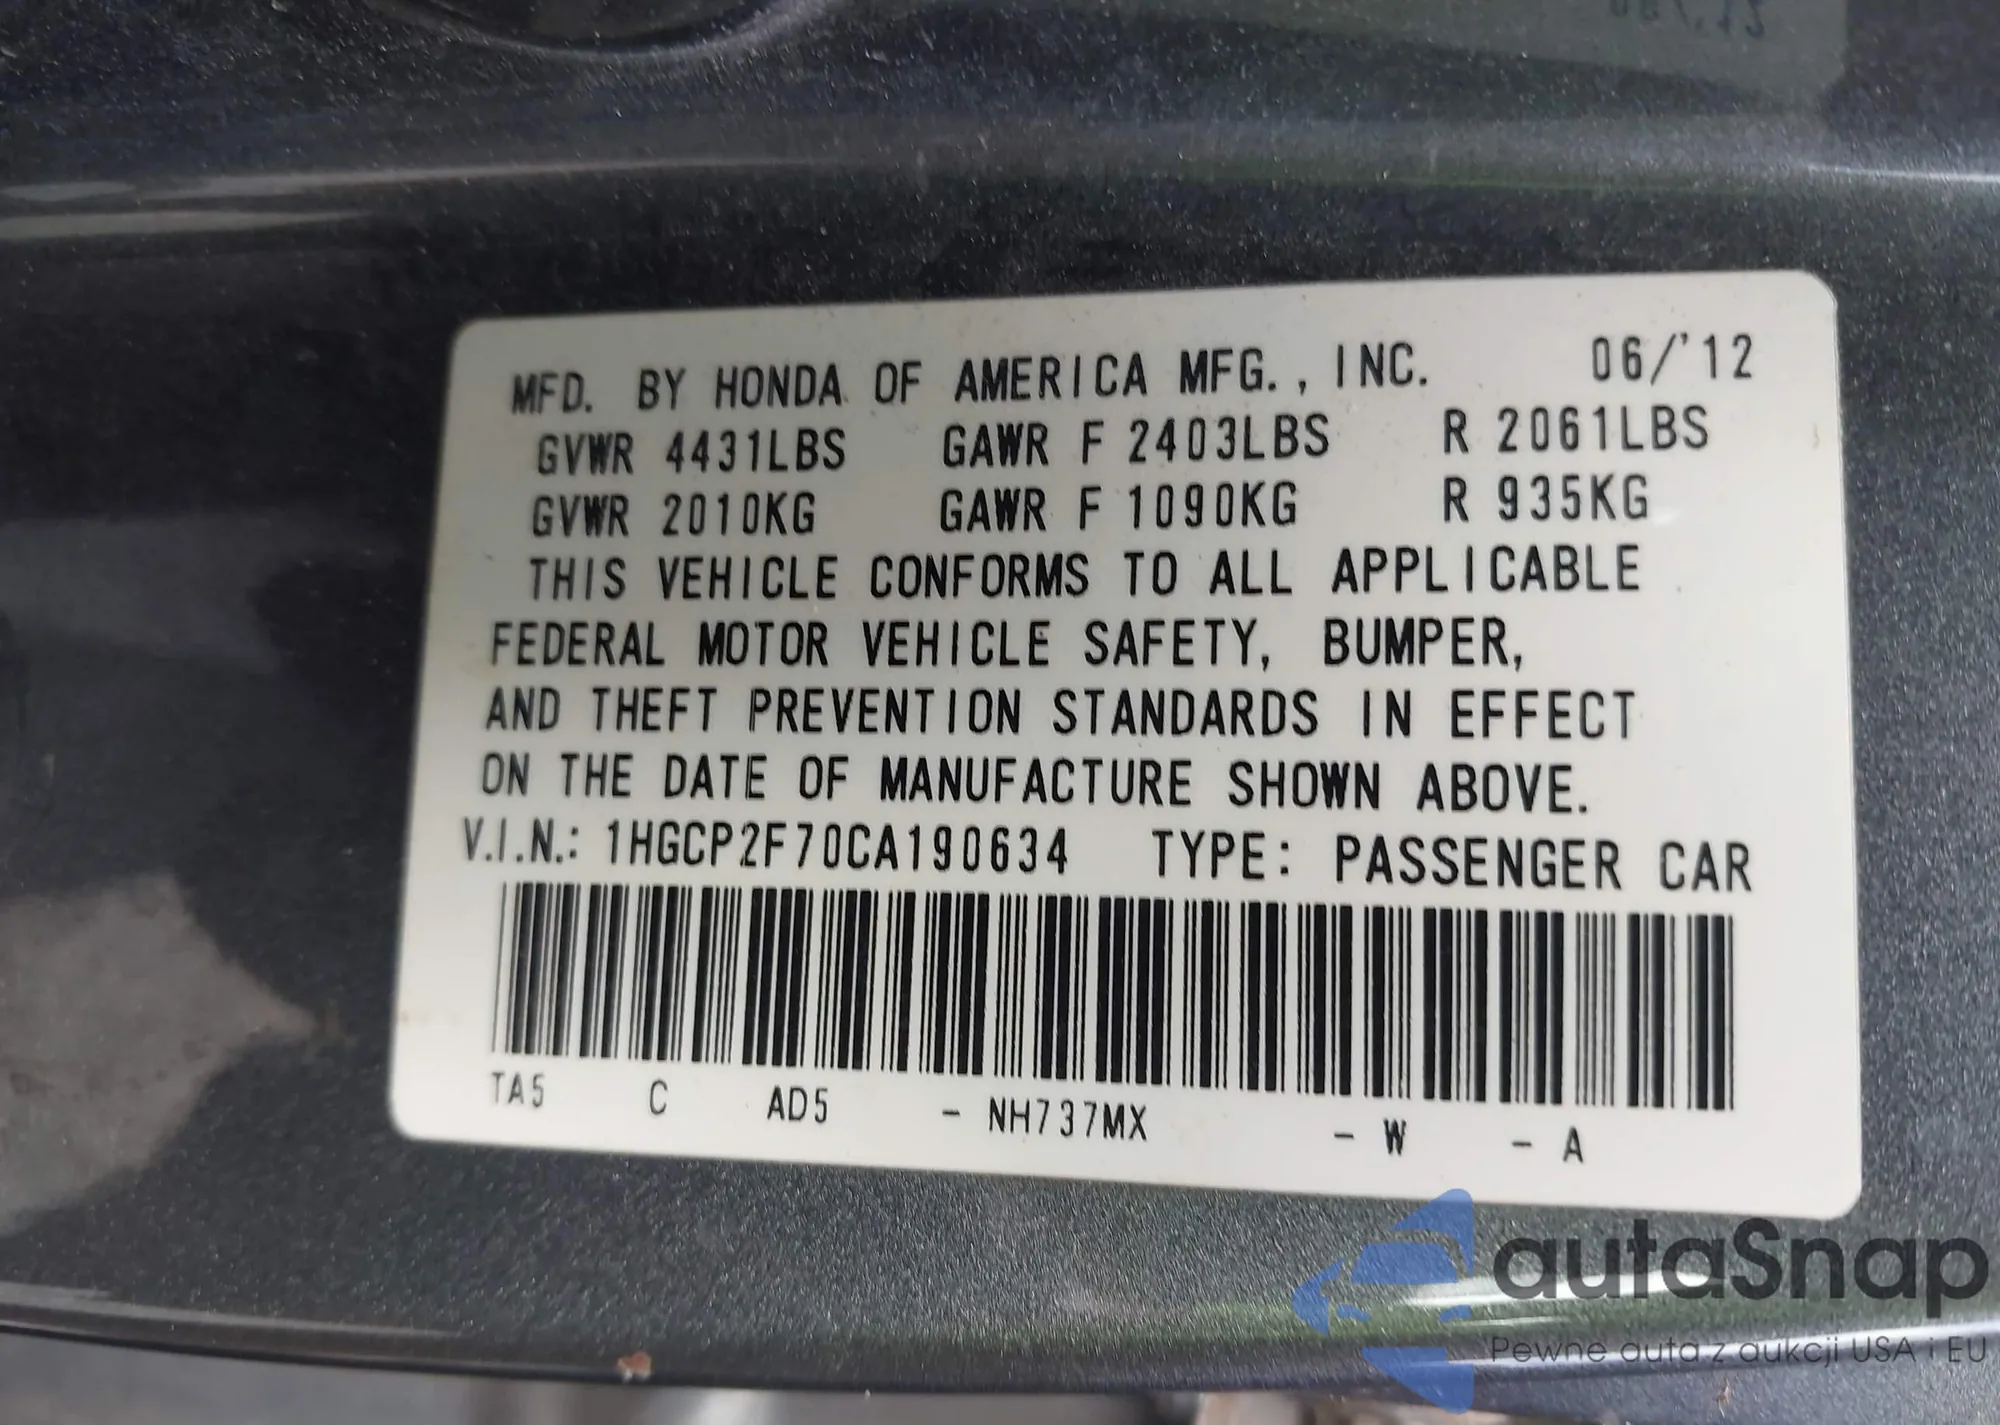 MFD. BY HONDA OF AMERICA MFG., INC. 06/'12
GVWR 4431LBS GAWR F 2403LBS R 2061LBS
GVWR 2010KG GAWR F 1090KG R 935KG
THIS VEHICLE CONFORMS TO ALL APPLICABLE
FEDERAL MOTOR VEHICLE SAFETY, BUMPER,
AND THEFT PREVENTION STANDARDS IN EFFECT
ON THE DATE OF MANUFACTURE SHOWN ABOVE.
V.I.N.: 1HGCP2F70CA190634 TYPE: PASSENGER CAR
TA5 C AD5 - NH737MX - W - A
autaSnap
Pewne auta z aukcji USA i EU